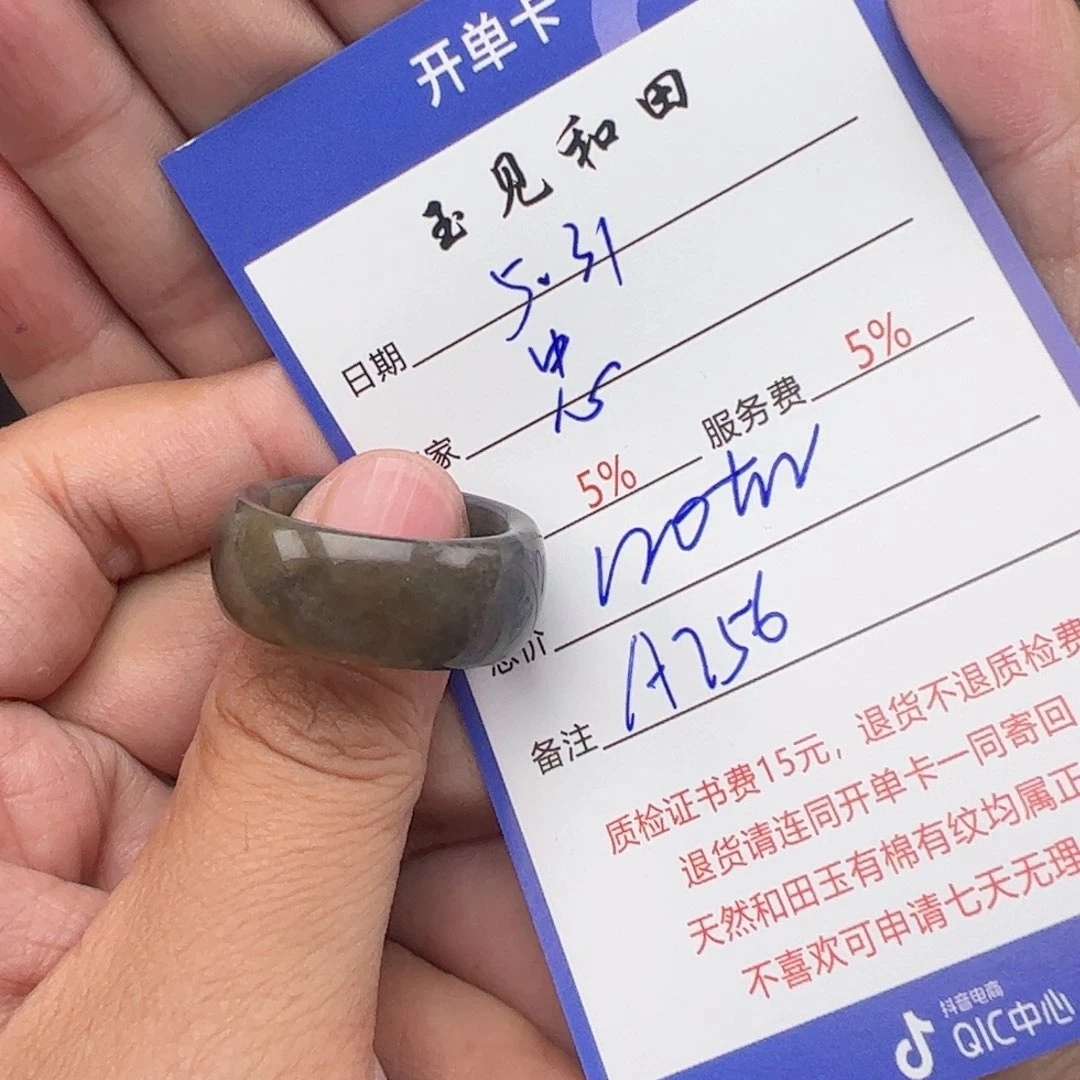 开单卡
玉见和田
日期 5.31
家 中
15
5% 服务费 5%
总价
备注 A256
质检证书费15元，退货不退质检费
退货请连同开单卡一同寄回
天然和田玉有棉有纹均属正
不喜欢可申请七天无理
抖音电商
QIC中心